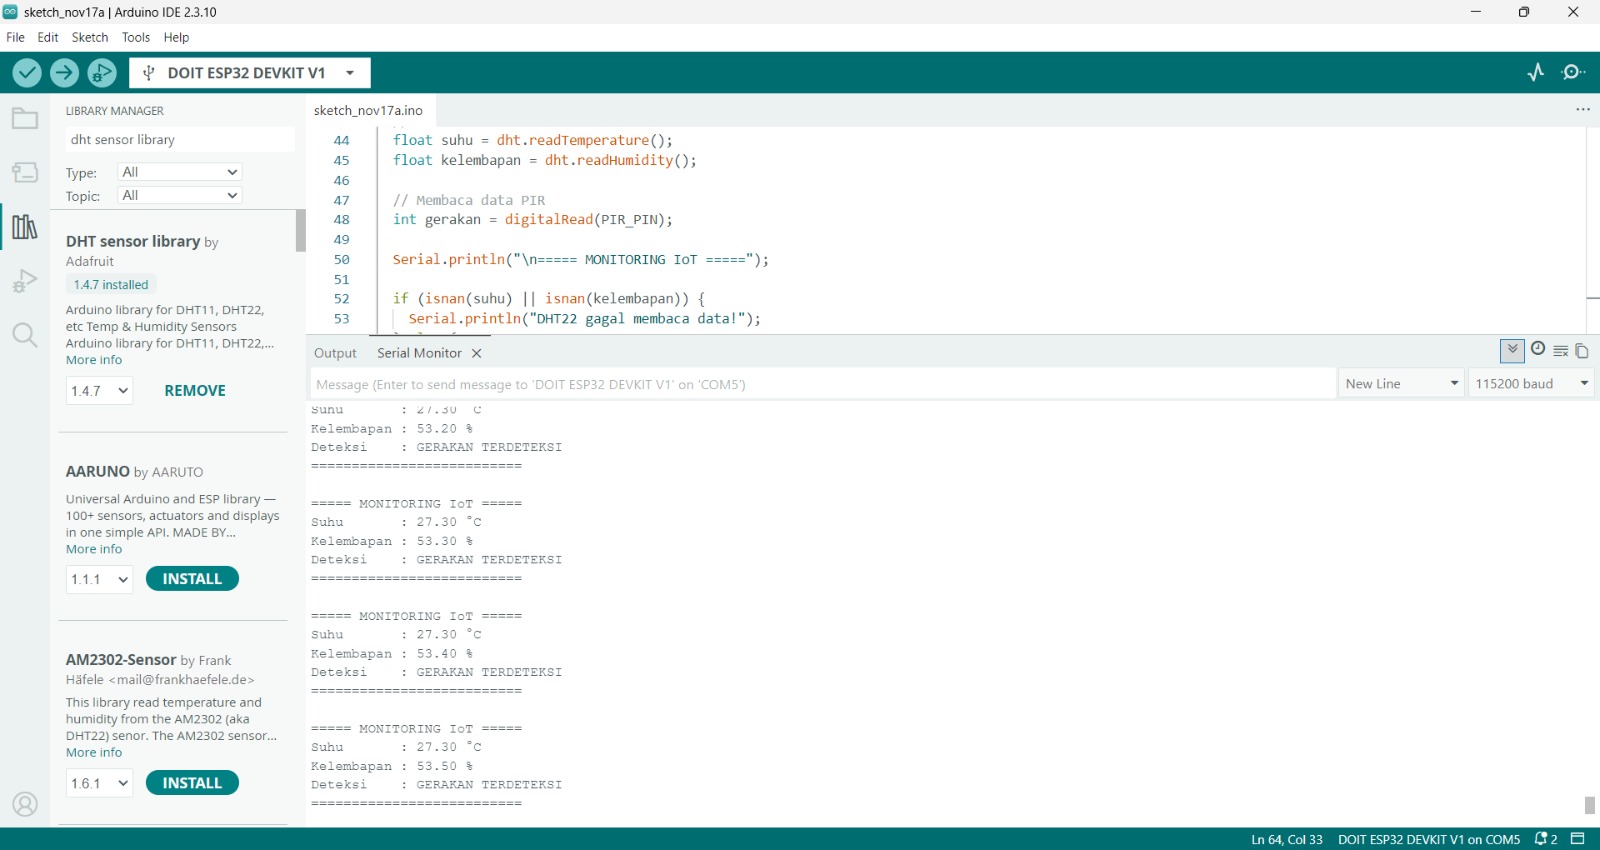 sketch_nov17a | Arduino IDE 2.3.10
File Edit Sketch Tools Help
DOIT ESP32 DEVKIT V1
LIBRARY MANAGER
dht sensor library
Type: All
Topic: All
DHT sensor library by
Adafruit
1.4.7 installed
Arduino library for DHT11, DHT22,
etc Temp & Humidity Sensors
Arduino library for DHT11, DHT22,...
More info
1.4.7 REMOVE
AARUNO by AARUTO
Universal Arduino and ESP library —
100+ sensors, actuators and displays
in one simple API. MADE BY...
More info
1.1.1 INSTALL
AM2302-Sensor by Frank
Häfele <mail@frankhaefele.de>
This library read temperature and
humidity from the AM2302 (aka
DHT22) senor. The AM2302 sensor...
More info
1.6.1 INSTALL
sketch_nov17a.ino
44 float suhu = dht.readTemperature();
45 float kelembapan = dht.readHumidity();
46
47 // Membaca data PIR
48 int gerakan = digitalRead(PIR_PIN);
49
50 Serial.println("\n===== MONITORING IoT =====");
51
52 if (isnan(suhu) || isnan(kelembapan)) {
53 Serial.println("DHT22 gagal membaca data!");
Output Serial Monitor
Message (Enter to send message to 'DOIT ESP32 DEVKIT V1' on 'COM5')
New Line
115200 baud
Suhu : 27.30 °C
Kelembapan : 53.20 %
Deteksi : GERAKAN TERDETEKSI
==========================
===== MONITORING IoT =====
Suhu : 27.30 °C
Kelembapan : 53.30 %
Deteksi : GERAKAN TERDETEKSI
==========================
===== MONITORING IoT =====
Suhu : 27.30 °C
Kelembapan : 53.40 %
Deteksi : GERAKAN TERDETEKSI
==========================
===== MONITORING IoT =====
Suhu : 27.30 °C
Kelembapan : 53.50 %
Deteksi : GERAKAN TERDETEKSI
==========================
Ln 64, Col 33 DOIT ESP32 DEVKIT V1 on COM5 2